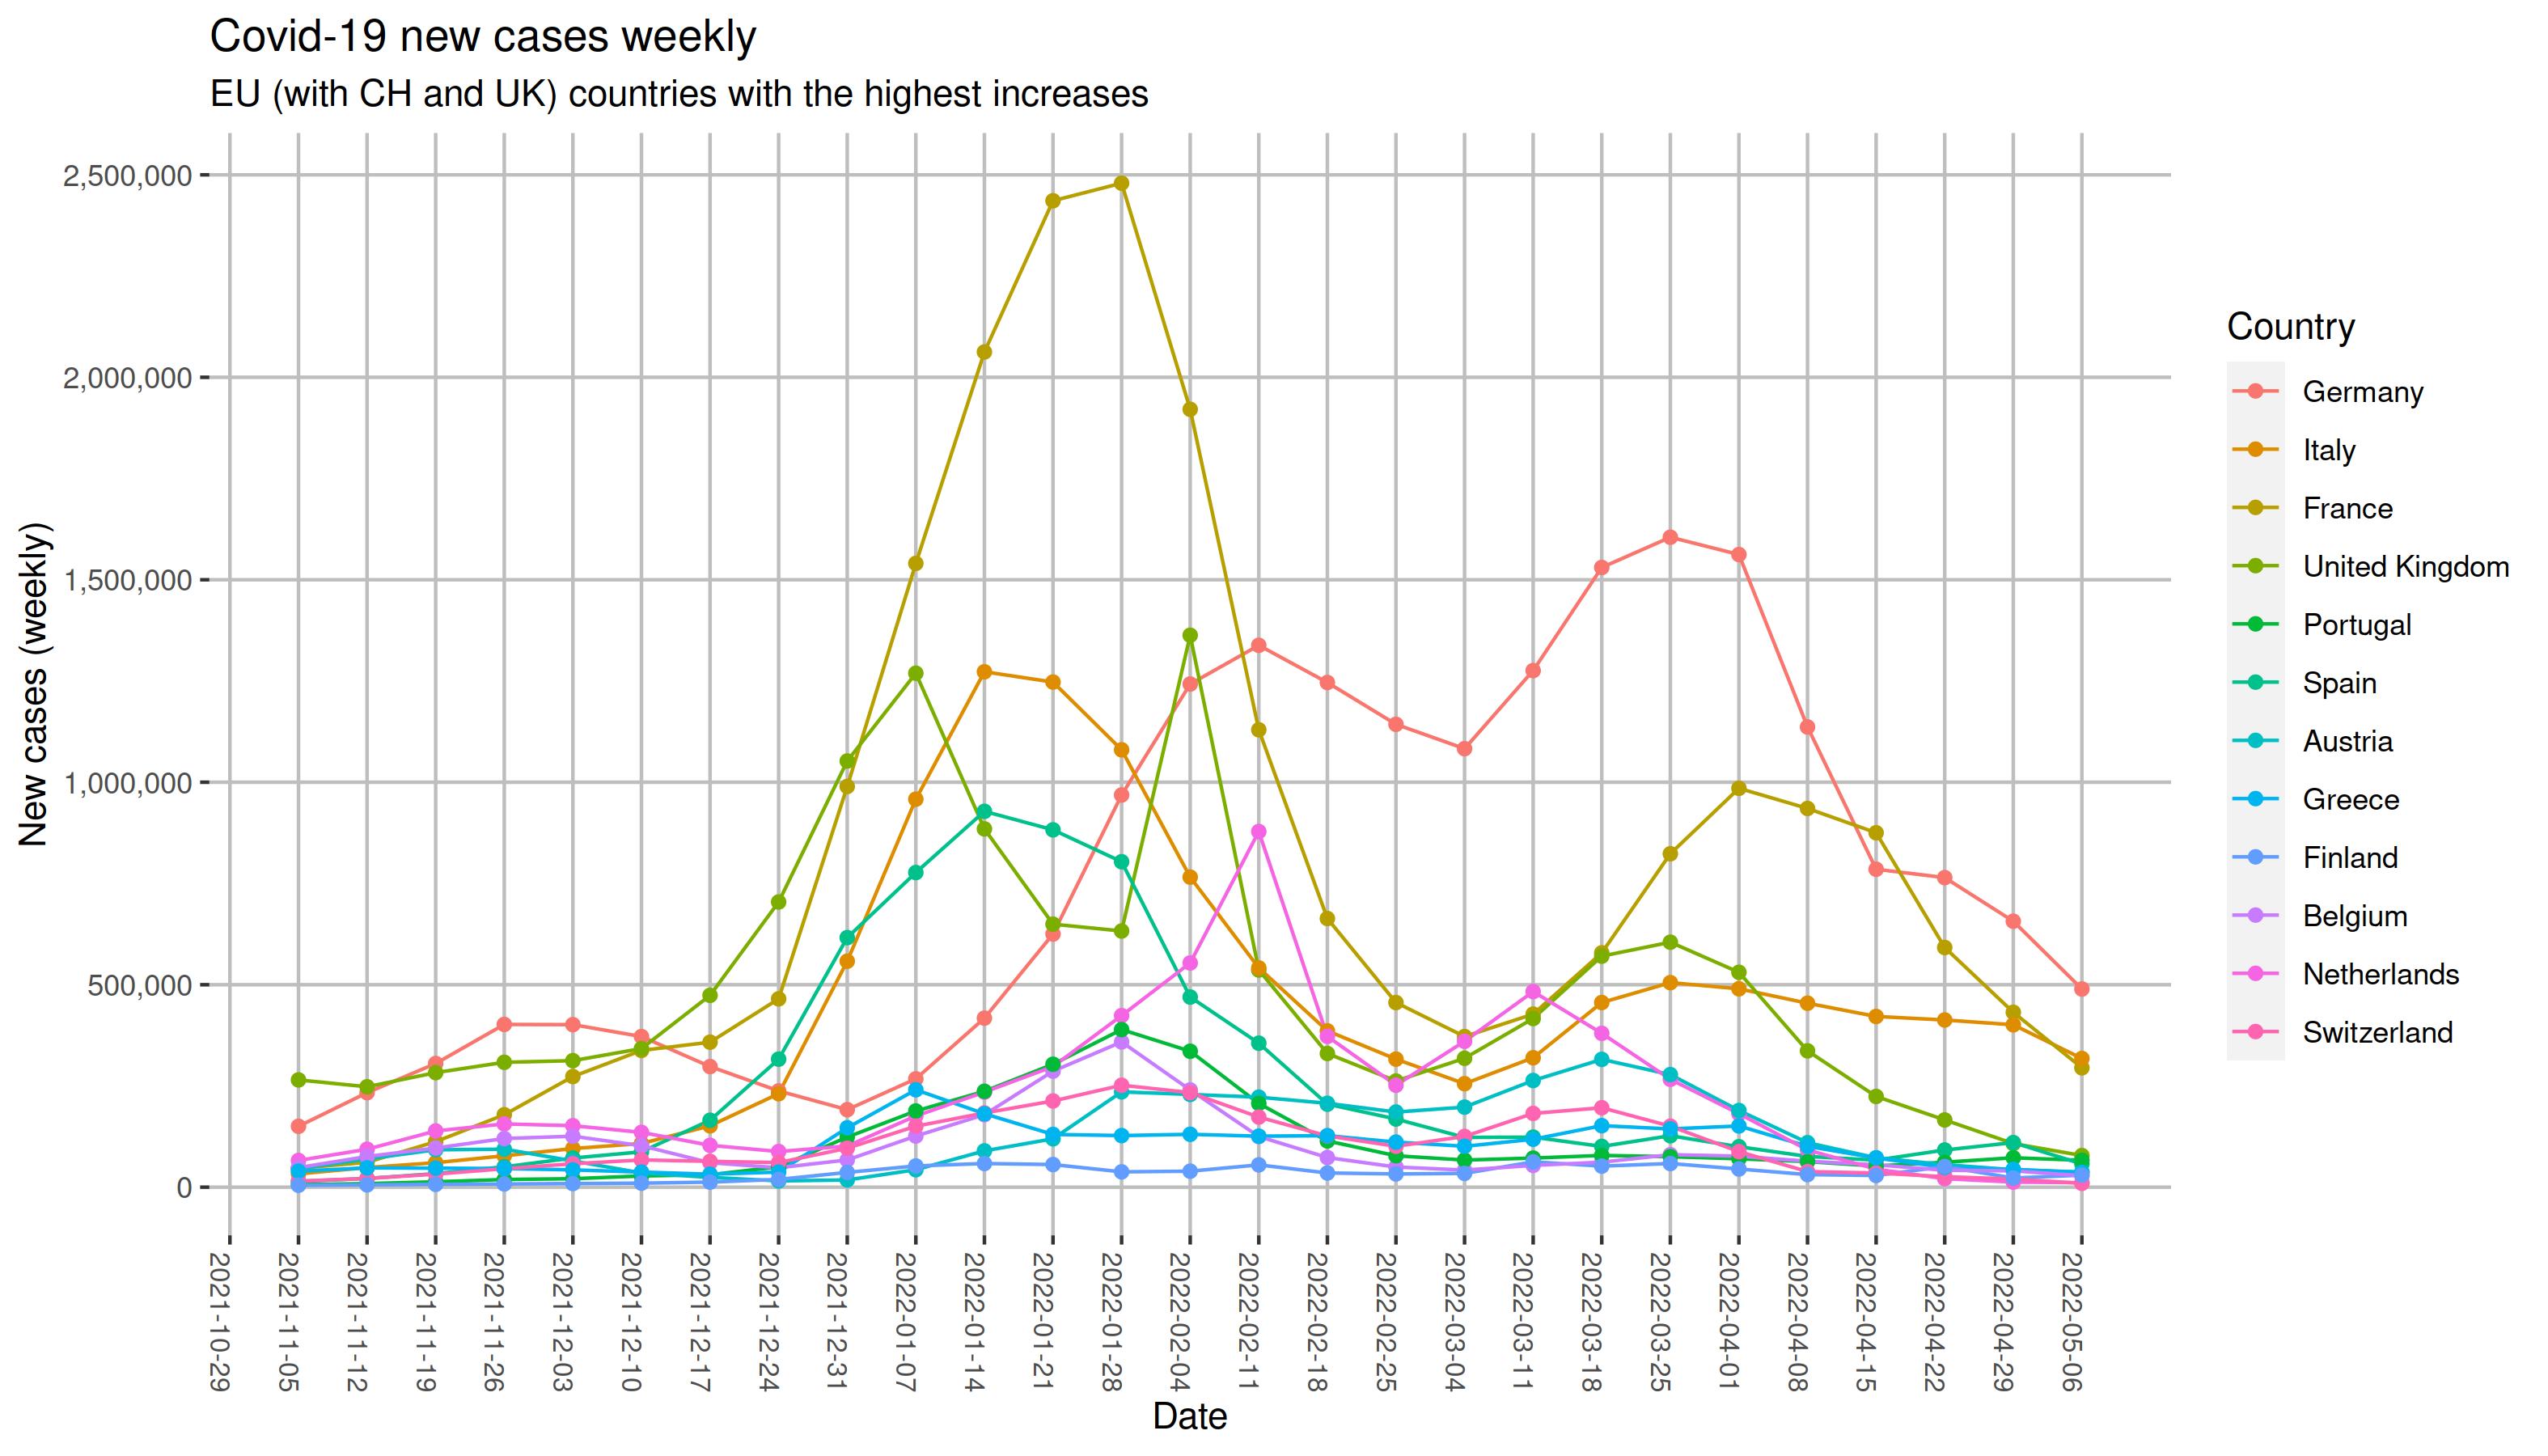 Covid-19 new cases weekly
EU (with CH and UK) countries with the highest increases
New cases (weekly)
2,500,000
2,000,000
1,500,000
1,000,000
500,000
0
2021-10-29
2021-11-05
2021-11-12
2021-11-19
2021-11-26
2021-12-03
2021-12-10
2021-12-17
2021-12-24
2021-12-31
2022-01-07
2022-01-14
2022-01-21
2022-01-28
2022-02-04
2022-02-11
2022-02-18
2022-02-25
2022-03-04
2022-03-11
2022-03-18
2022-03-25
2022-04-01
2022-04-08
2022-04-15
2022-04-22
2022-04-29
2022-05-06
Date
Country
Germany
Italy
France
United Kingdom
Portugal
Spain
Austria
Greece
Finland
Belgium
Netherlands
Switzerland